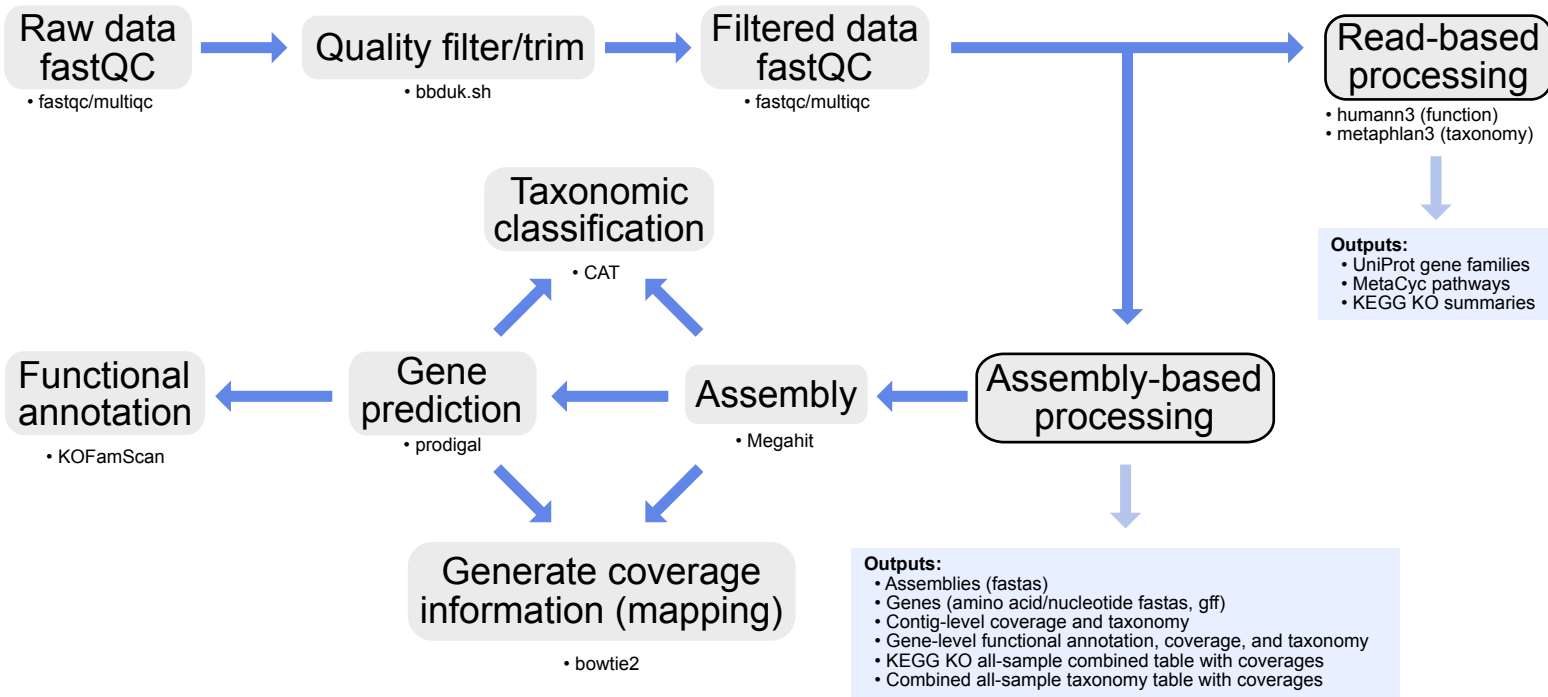 Raw data
fastQC
• fastqc/multiqc
Quality filter/trim
• bbduk.sh
Filtered data
fastQC
• fastqc/multiqc
Read-based
processing
• humann3 (function)
• metaphlan3 (taxonomy)
Outputs:
• UniProt gene families
• MetaCyc pathways
• KEGG KO summaries
Taxonomic
classification
• CAT
Functional
annotation
• KOFamScan
Gene
prediction
• prodigal
Assembly
• Megahit
Assembly-based
processing
Generate coverage
information (mapping)
• bowtie2
Outputs:
• Assemblies (fastas)
• Genes (amino acid/nucleotide fastas, gff)
• Contig-level coverage and taxonomy
• Gene-level functional annotation, coverage, and taxonomy
• KEGG KO all-sample combined table with coverages
• Combined all-sample taxonomy table with coverages